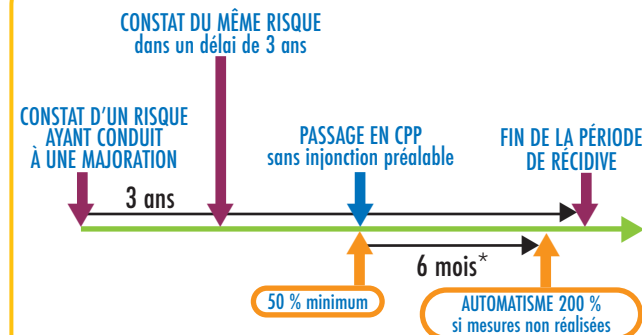 CONSTAT DU MÊME RISQUE
dans un délai de 3 ans
CONSTAT D'UN RISQUE
AYANT CONDUIT
À UNE MAJORATION
PASSAGE EN CPP
sans injonction préalable
FIN DE LA PÉRIODE
DE RÉCIDIVE
3 ans
6 mois*
50 % minimum
AUTOMATISME 200 %
si mesures non réalisées